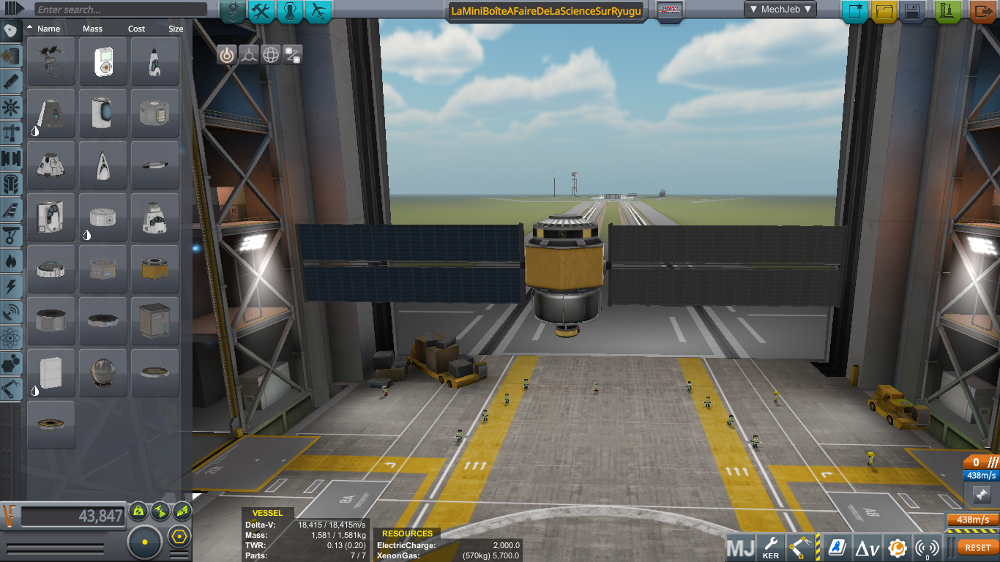 Enter search...
LaMiniBoîteAFaireDeLaScienceSurRyugu
▼ MechJeb ▼
Name Mass Cost Size
43,847
VESSEL
Delta-V: 18,415 / 18,415m/s
Mass: 1,581 / 1,581kg
TWR: 0.13 (0.20)
Parts: 7 / 7
RESOURCES
ElectricCharge: 2,000.0
XenonGas: (570kg) 5,700.0
8A
0
438m/s
438m/s
MJ
KER
Δv
0
RESET